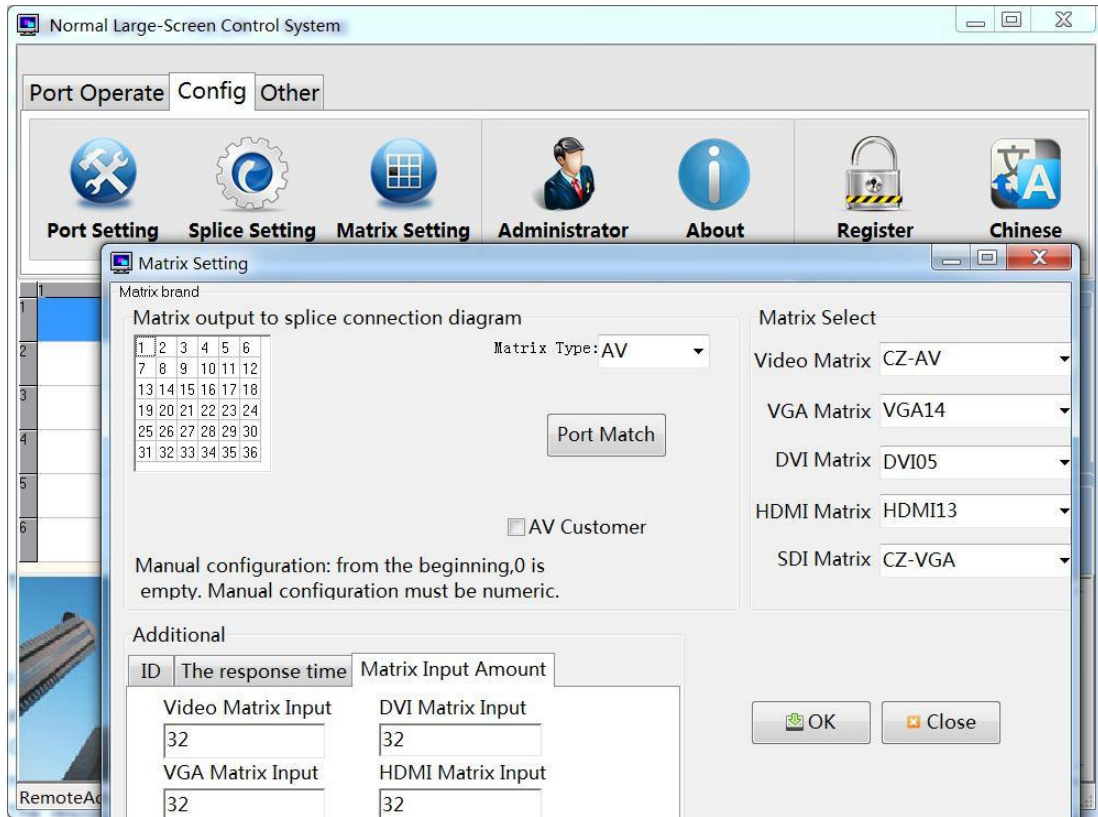 Normal Large-Screen Control System
Port Operate Config Other
文A
Port Setting Splice Setting Matrix Setting Administrator About Register Chinese
Matrix Setting
1
1
2
3
4
5
6
Matrix brand
Matrix output to splice connection diagram
1 2 3 4 5 6
7 8 9 10 11 12
13 14 15 16 17 18
19 20 21 22 23 24
25 26 27 28 29 30
31 32 33 34 35 36
Matrix Type: AV
Port Match
AV Customer
Manual configuration: from the beginning,0 is
empty. Manual configuration must be numeric.
Matrix Select
Video Matrix CZ-AV
VGA Matrix VGA14
DVI Matrix DVI05
HDMI Matrix HDMI13
SDI Matrix CZ-VGA
Additional
ID The response time Matrix Input Amount
Video Matrix Input DVI Matrix Input
32 32
VGA Matrix Input HDMI Matrix Input
32 32
OK Close